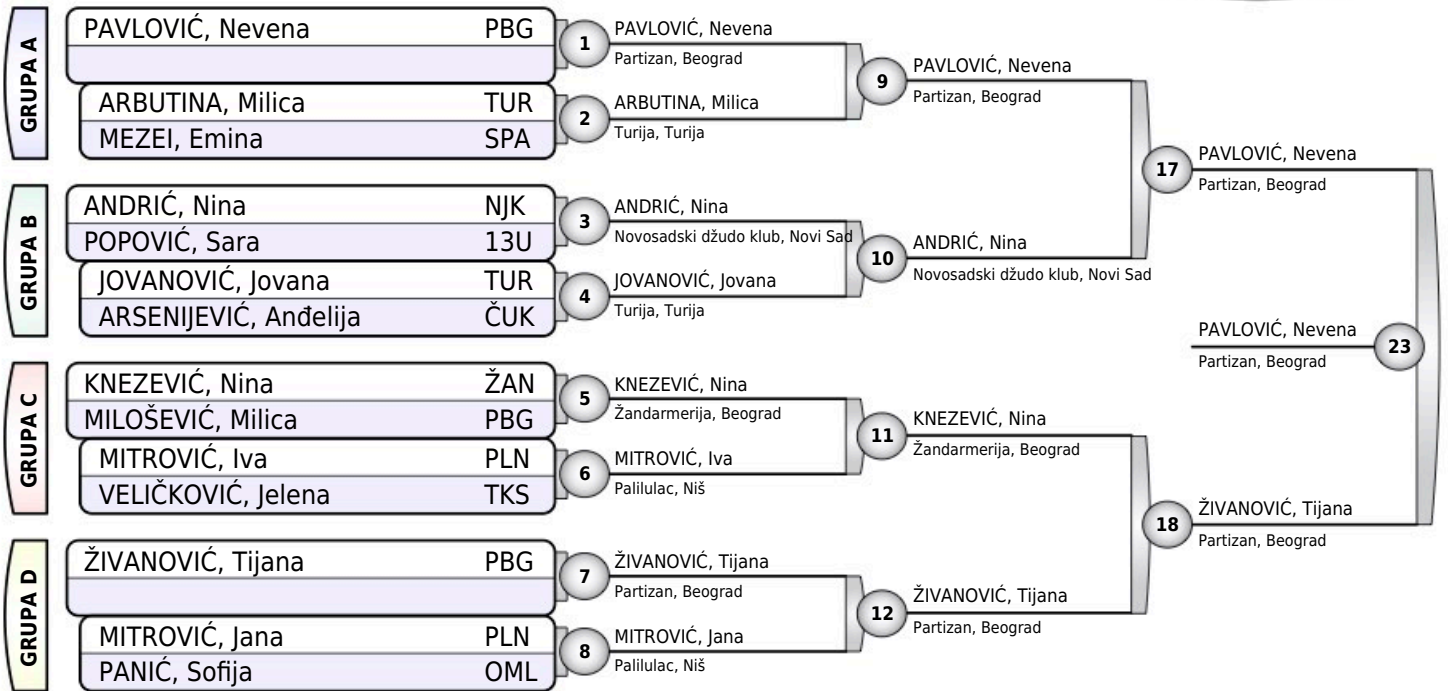 GRUPA A
PAVLOVIĆ, Nevena PBG
ARBUTINA, Milica TUR
MEZEI, Emina SPA
GRUPA B
ANDRIĆ, Nina NJK
POPOVIĆ, Sara 13U
JOVANOVIĆ, Jovana TUR
ARSENIJEVIĆ, Anđelija ČUK
GRUPA C
KNEZEVIĆ, Nina ŽAN
MILOŠEVIĆ, Milica PBG
MITROVIĆ, Iva PLN
VELIČKOVIĆ, Jelena TKS
GRUPA D
ŽIVANOVIĆ, Tijana PBG
MITROVIĆ, Jana PLN
PANIĆ, Sofija OML
1
PAVLOVIĆ, Nevena
Partizan, Beograd
2
ARBUTINA, Milica
Turija, Turija
3
ANDRIĆ, Nina
Novosadski džudo klub, Novi Sad
4
JOVANOVIĆ, Jovana
Turija, Turija
5
KNEZEVIĆ, Nina
Žandarmerija, Beograd
6
MITROVIĆ, Iva
Palilulac, Niš
7
ŽIVANOVIĆ, Tijana
Partizan, Beograd
8
MITROVIĆ, Jana
Palilulac, Niš
9
PAVLOVIĆ, Nevena
Partizan, Beograd
10
ANDRIĆ, Nina
Novosadski džudo klub, Novi Sad
11
KNEZEVIĆ, Nina
Žandarmerija, Beograd
12
ŽIVANOVIĆ, Tijana
Partizan, Beograd
17
PAVLOVIĆ, Nevena
Partizan, Beograd
18
ŽIVANOVIĆ, Tijana
Partizan, Beograd
PAVLOVIĆ, Nevena
Partizan, Beograd
23